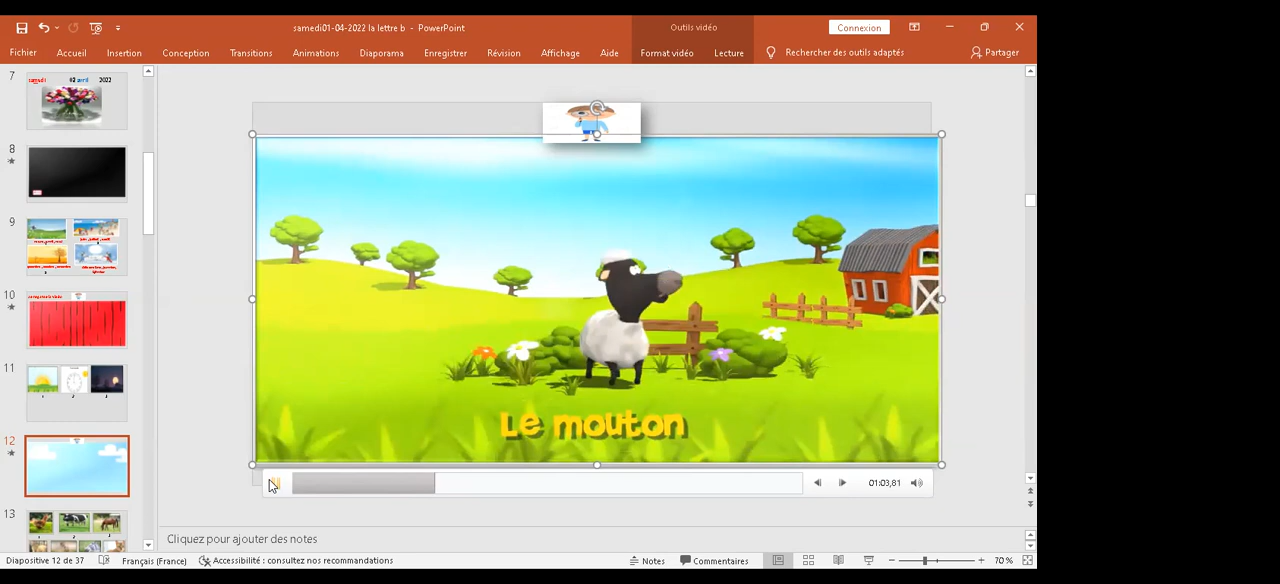 samedi01-04-2022 la lettre b - PowerPoint
Outils vidéo
Connexion
Fichier Accueil Insertion Conception Transitions Animations Diaporama Enregistrer Révision Affichage Aide Format vidéo Lecture Rechercher des outils adaptés Partager
7
samedi 02 avril 2022
8
9
10
11
12
13
Le mouton
01:03,81
Cliquez pour ajouter des notes
Diapositive 12 de 37 Français (France) Accessibilité : consultez nos recommandations Notes Commentaires 70 %